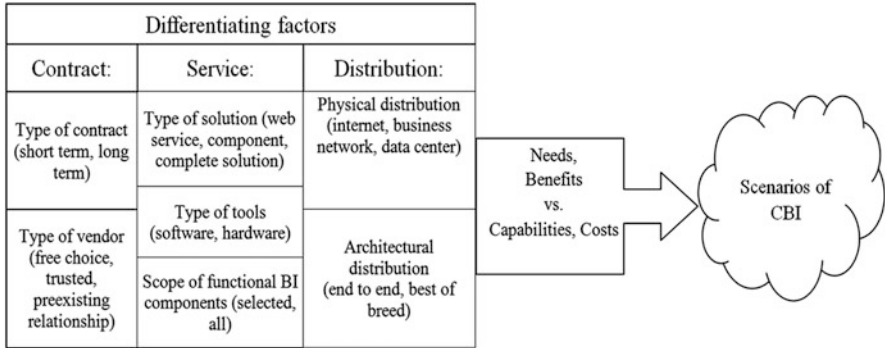 Differentiating factors
Contract:
Service:
Distribution:
Type of contract
(short term, long
term)
Type of vendor
(free choice,
trusted,
preexisting
relationship)
Type of solution (web
service, component,
complete solution)
Type of tools
(software, hardware)
Scope of functional BI
components (selected,
all)
Physical distribution
(internet, business
network, data center)
Architectural
distribution
(end to end, best of
breed)
Needs,
Benefits
vs.
Capabilities, Costs
Scenarios of
CBI